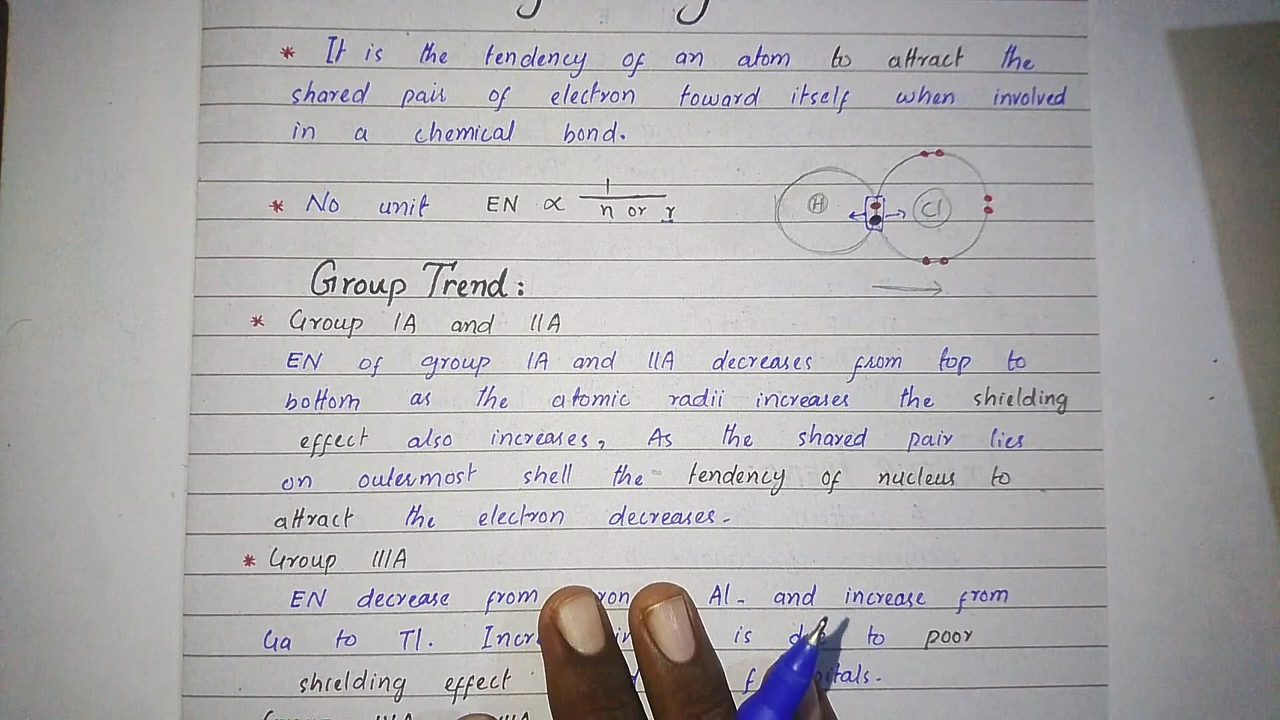 * It is the tendency of an atom to attract the
shared pair of electron toward itself when involved
in a chemical bond.
* No unit EN ∝ 1 / n or r
H Cl
Group Trend:
* Group IA and IIA
EN of group IA and IIA decreases from top to
bottom as the atomic radii increases the shielding
effect also increases, As the shared pair lies
on outermost shell the tendency of nucleus to
attract the electron decreases.
* Group IIIA
EN decrease from Al- and increase from
Ga to Tl. is to poor
shielding effect f